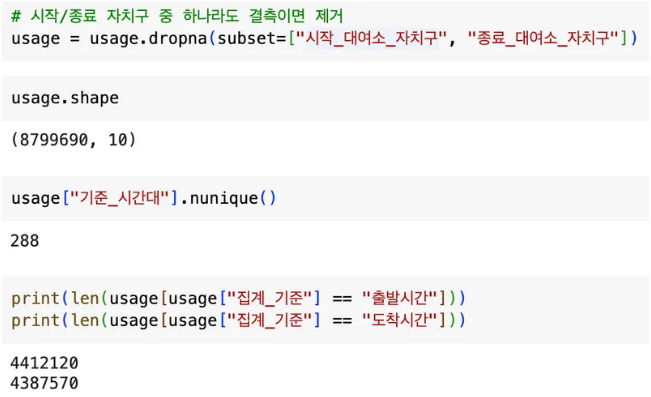 # 시작/종료 자치구 중 하나라도 결측이면 제거
usage = usage.dropna(subset=["시작_대여소_자치구", "종료_대여소_자치구"])
usage.shape
(8799690, 10)
usage["기준_시간대"].nunique()
288
print(len(usage[usage["집계_기준"] == "출발시간"]))
print(len(usage[usage["집계_기준"] == "도착시간"]))
4412120
4387570